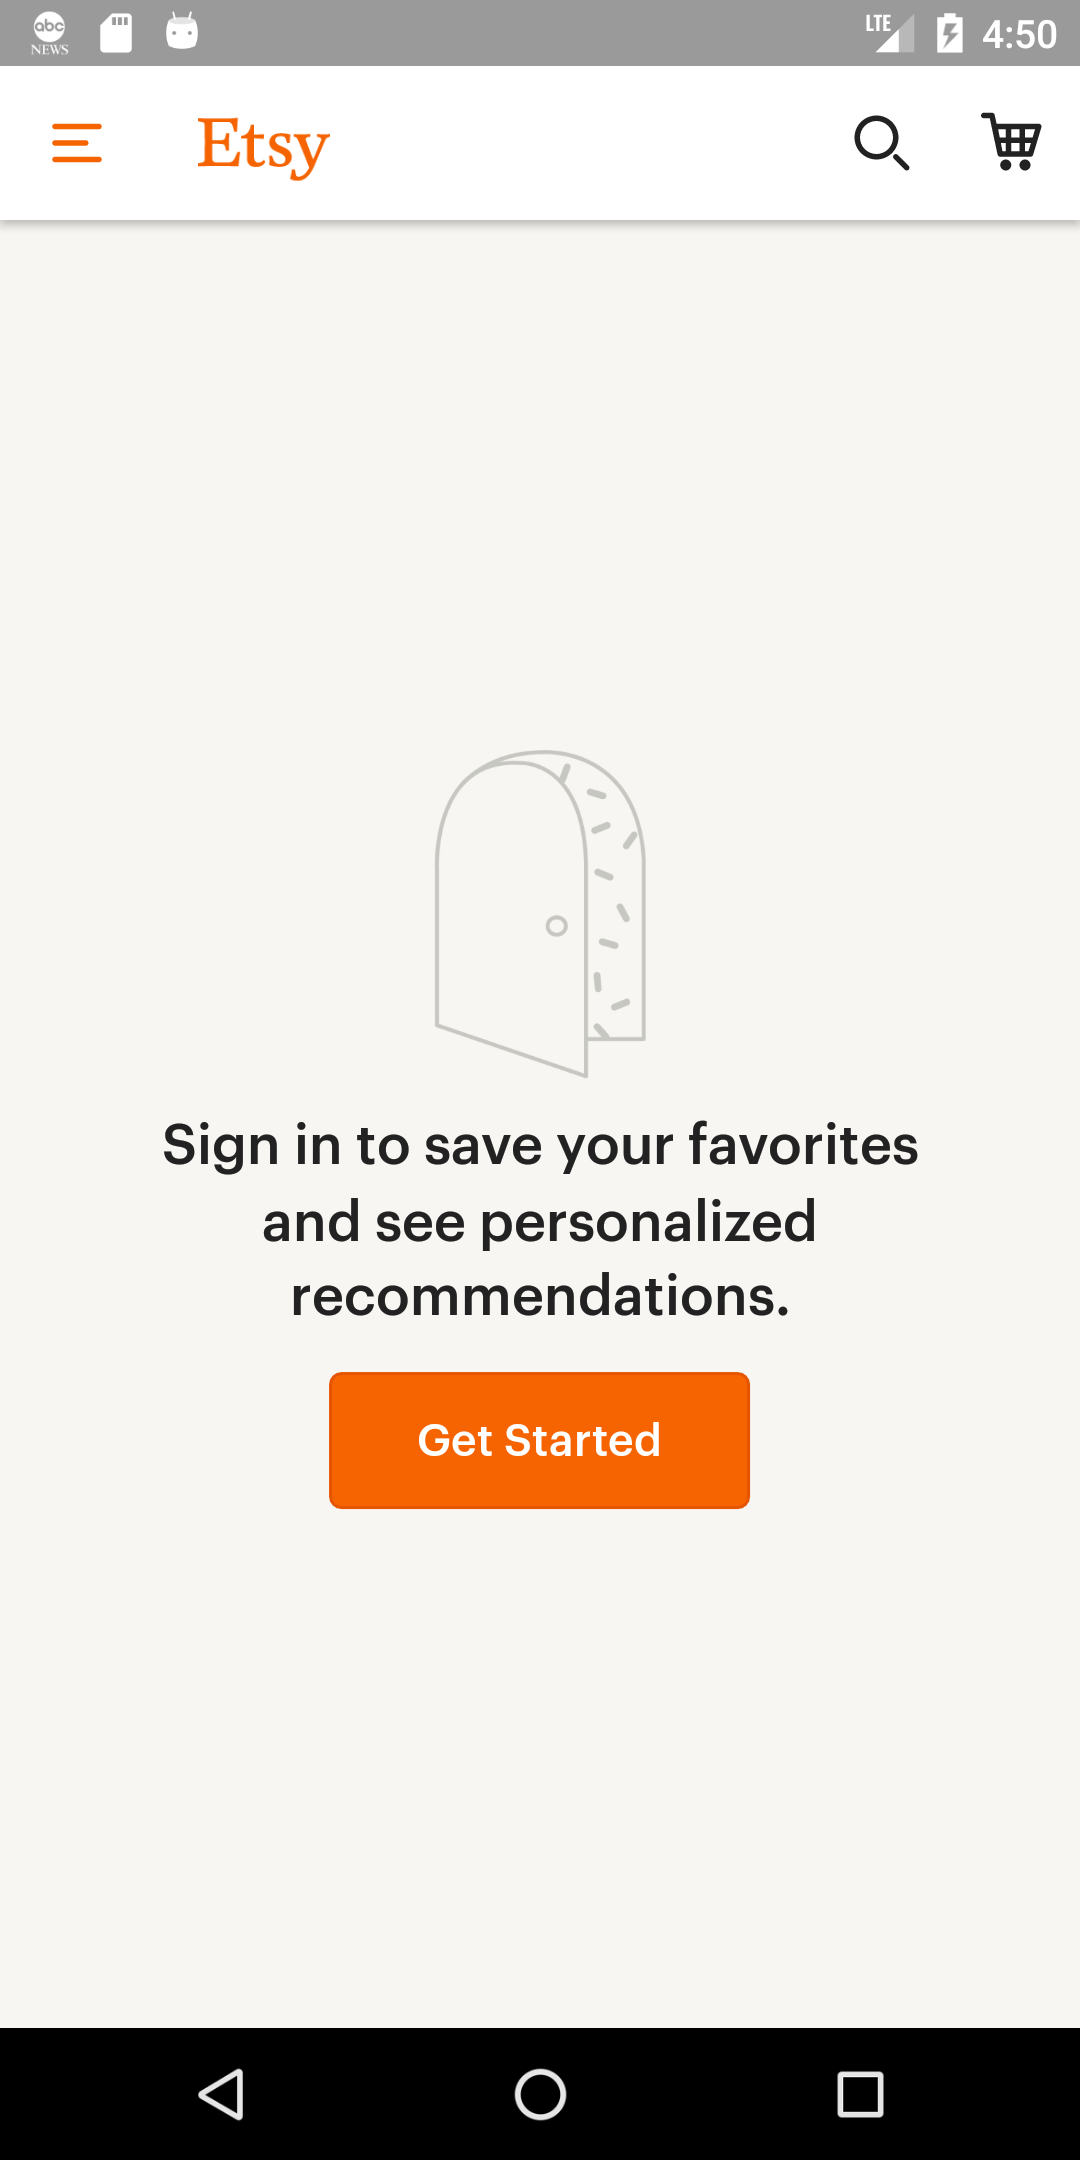 abc
NEWS
LTE
4:50
Etsy
Sign in to save your favorites
and see personalized
recommendations.
Get Started